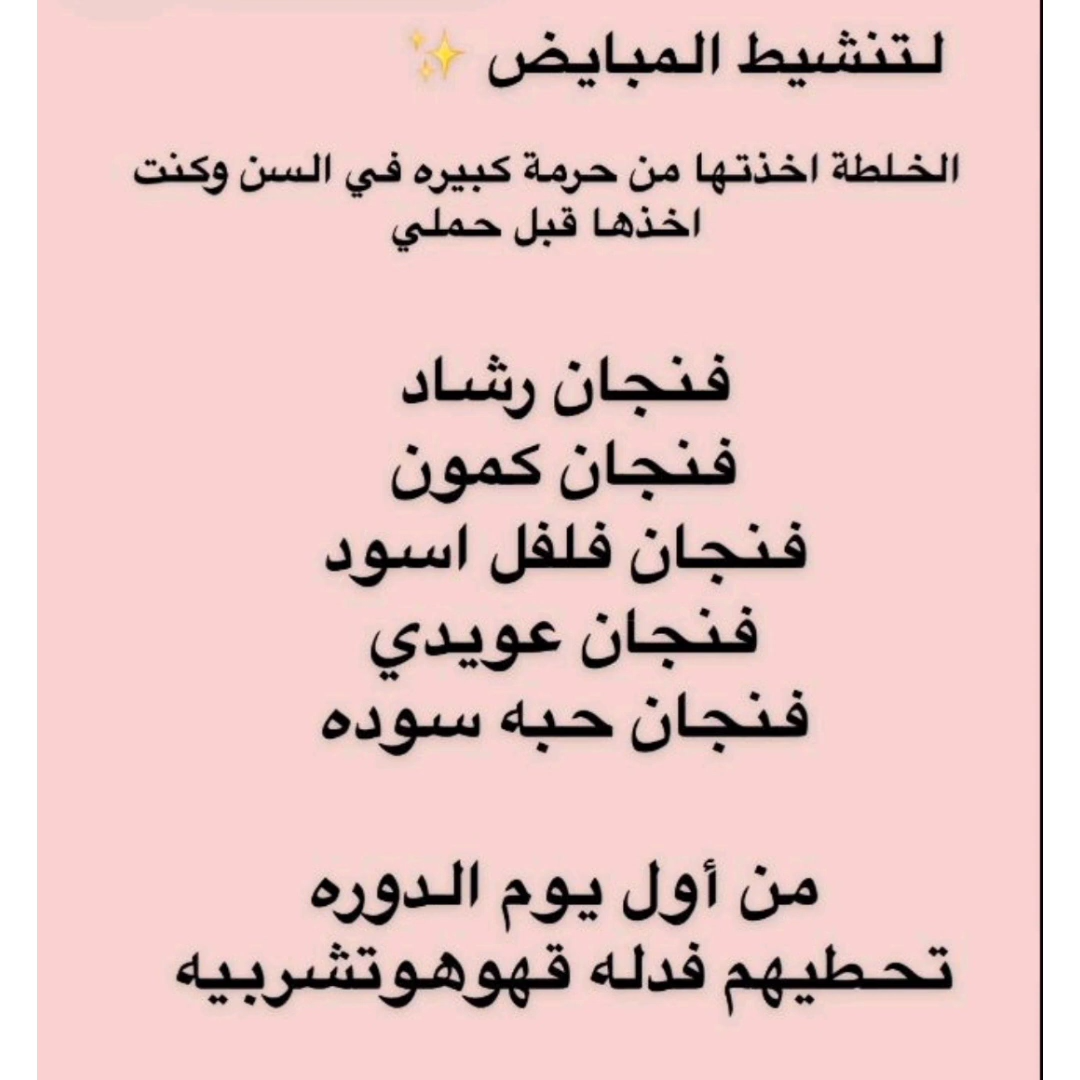 لتنشيط المبايض ✨
الخلطة اخذتها من حرمة كبيره في السن وكنت
اخذها قبل حملي
فنجان رشاد
فنجان كمون
فنجان فلفل اسود
فنجان عويدي
فنجان حبه سوده
من أول يوم الدوره
تحطيهم فدله قهوهوتشربيه